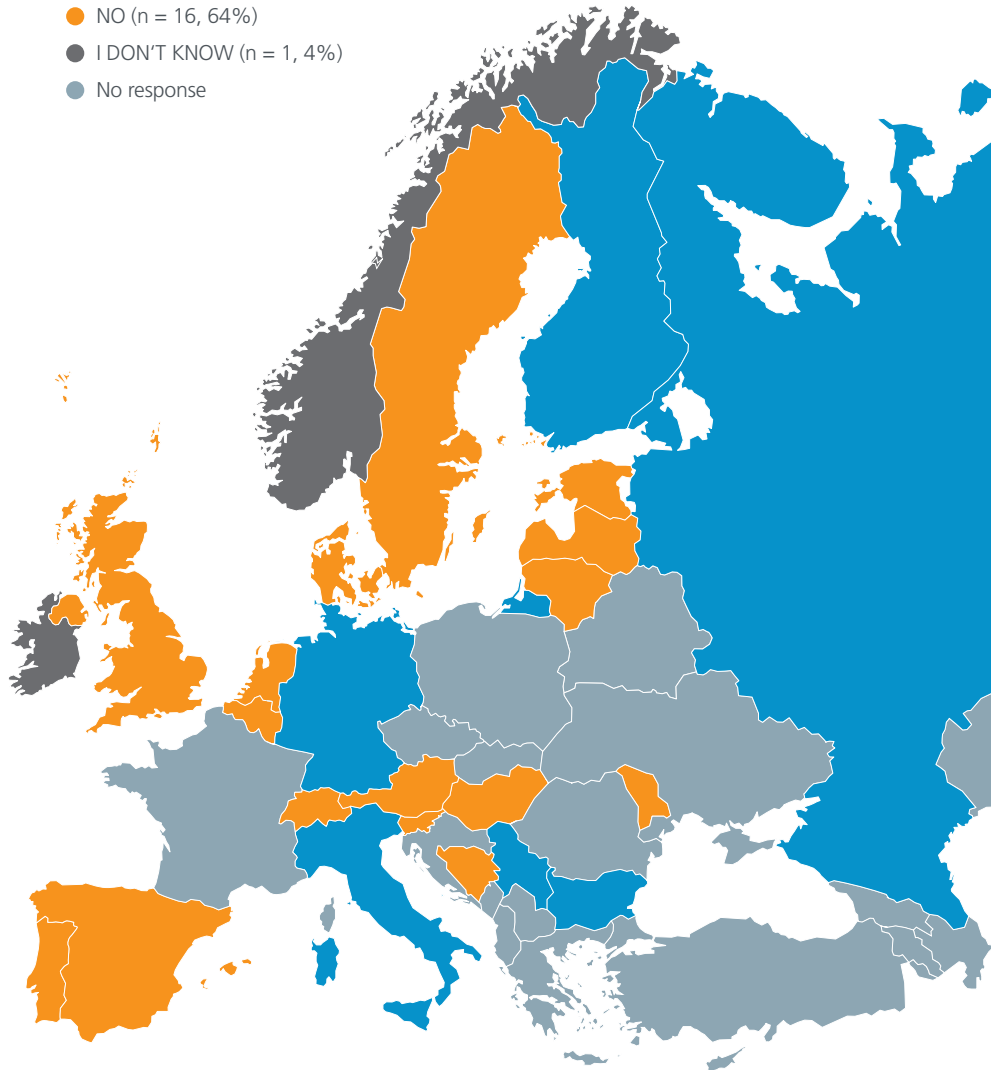 NO (n = 16, 64%)
I DON’T KNOW (n = 1, 4%)
No response